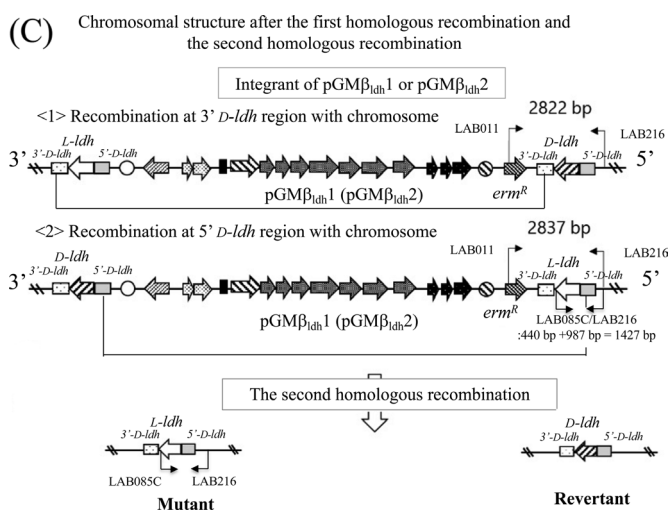 (C) Chromosomal structure after the first homologous recombination and
the second homologous recombination
Integrant of pGMβldh1 or pGMβldh2
<1> Recombination at 3’ D-ldh region with chromosome
2822 bp
LAB011
LAB216
L-ldh
D-ldh
3’ 3’-D-ldh 5’-D-ldh 3’-D-ldh 5’-D-ldh 5’
pGMβldh1 (pGMβldh2)
ermR
<2> Recombination at 5’ D-ldh region with chromosome
2837 bp
LAB011
LAB216
D-ldh
L-ldh
3’ 3’-D-ldh 5’-D-ldh 3’-D-ldh 5’-D-ldh 5’
pGMβldh1 (pGMβldh2)
ermR
LAB085C/LAB216
:440 bp +987 bp = 1427 bp
The second homologous recombination
L-ldh
3’-D-ldh 5’-D-ldh
LAB085C LAB216
Mutant
D-ldh
3’-D-ldh 5’-D-ldh
Revertant